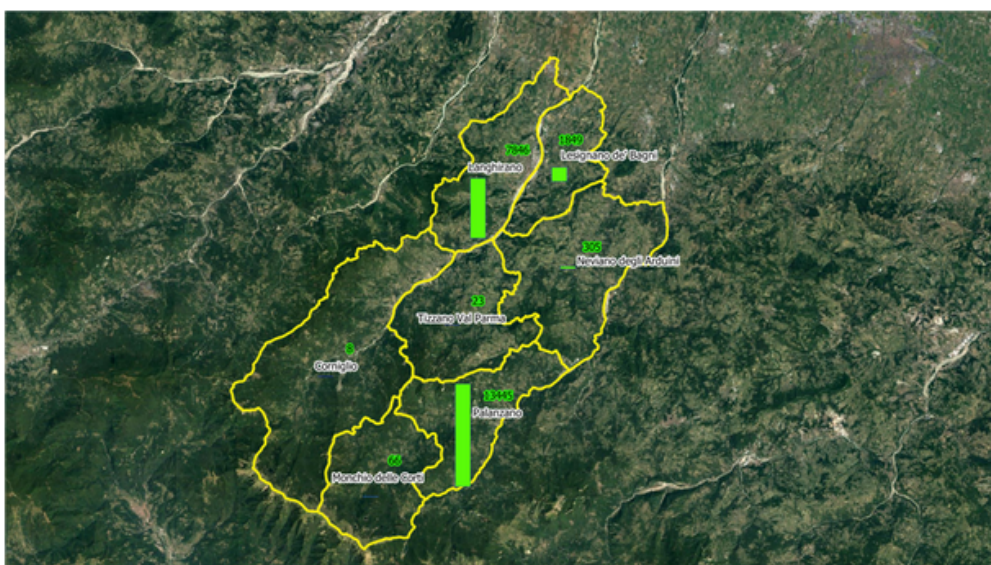 1849
7846
Lesignano de' Bagni
Langhirano
305
Neviano degli Arduini
23
Tizzano Val Parma
8
Corniglio
13445
Palanzano
66
Monchio delle Corti